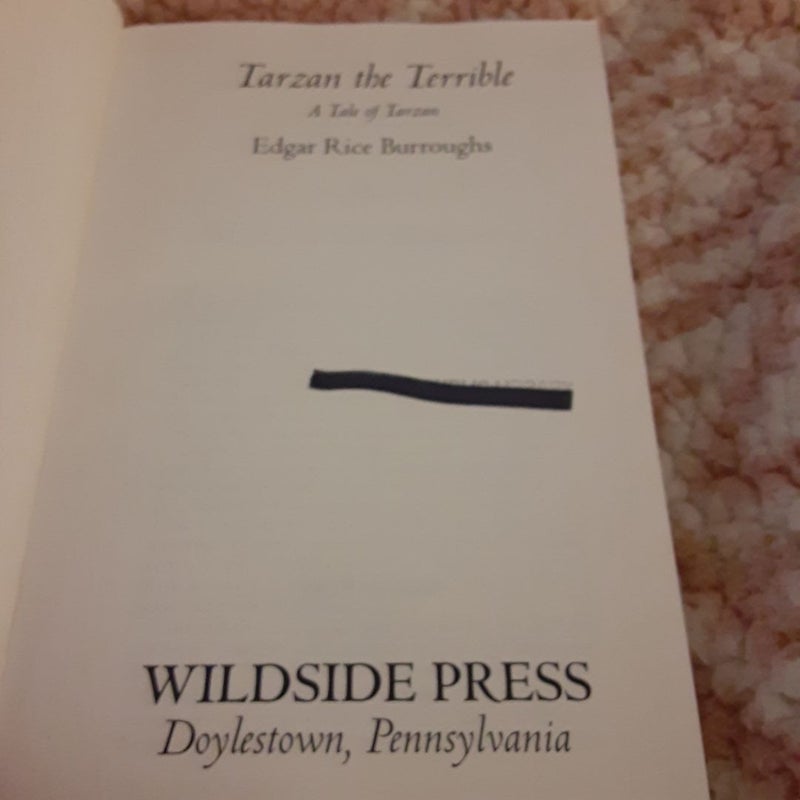 Tarzan the Terrible
A Tale of Tarzan
Edgar Rice Burroughs
WILDSIDE PRESS
Doylestown, Pennsylvania